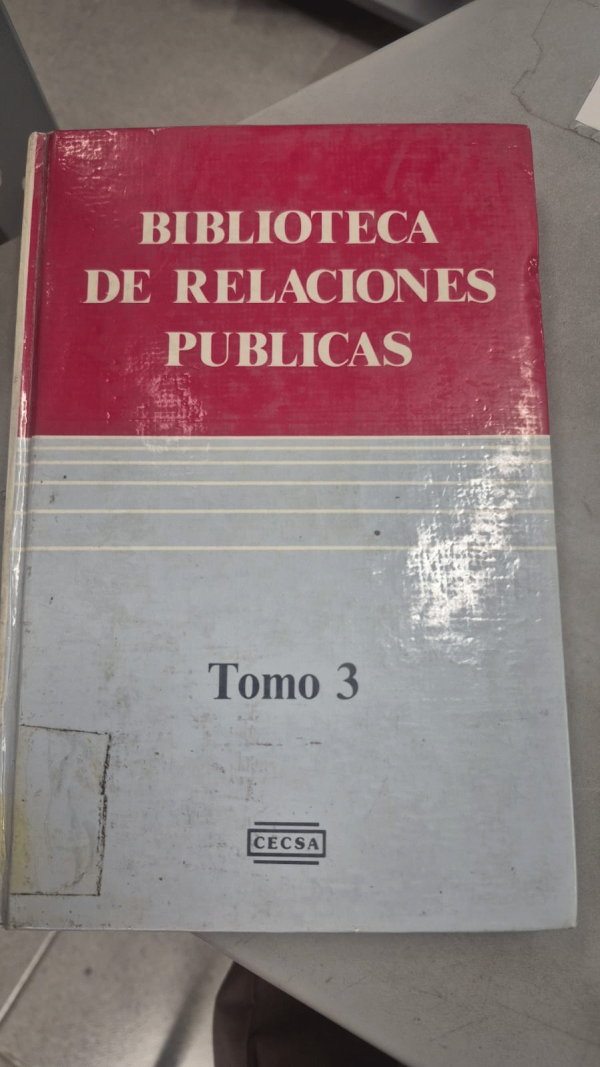 BIBLIOTECA
DE RELACIONES
PUBLICAS
Tomo 3
CECSA